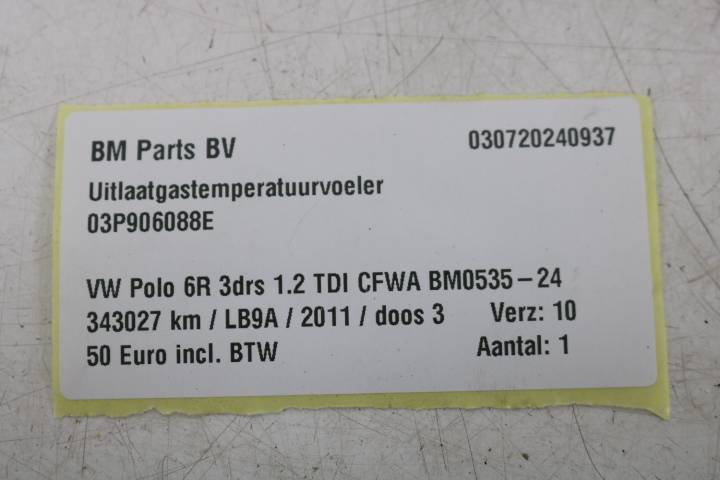 BM Parts BV 030720240937
Uitlaatgastemperatuurvoeler
03P906088E
VW Polo 6R 3drs 1.2 TDI CFWA BM0535-24
343027 km / LB9A / 2011 / doos 3 Verz: 10
50 Euro incl. BTW Aantal: 1